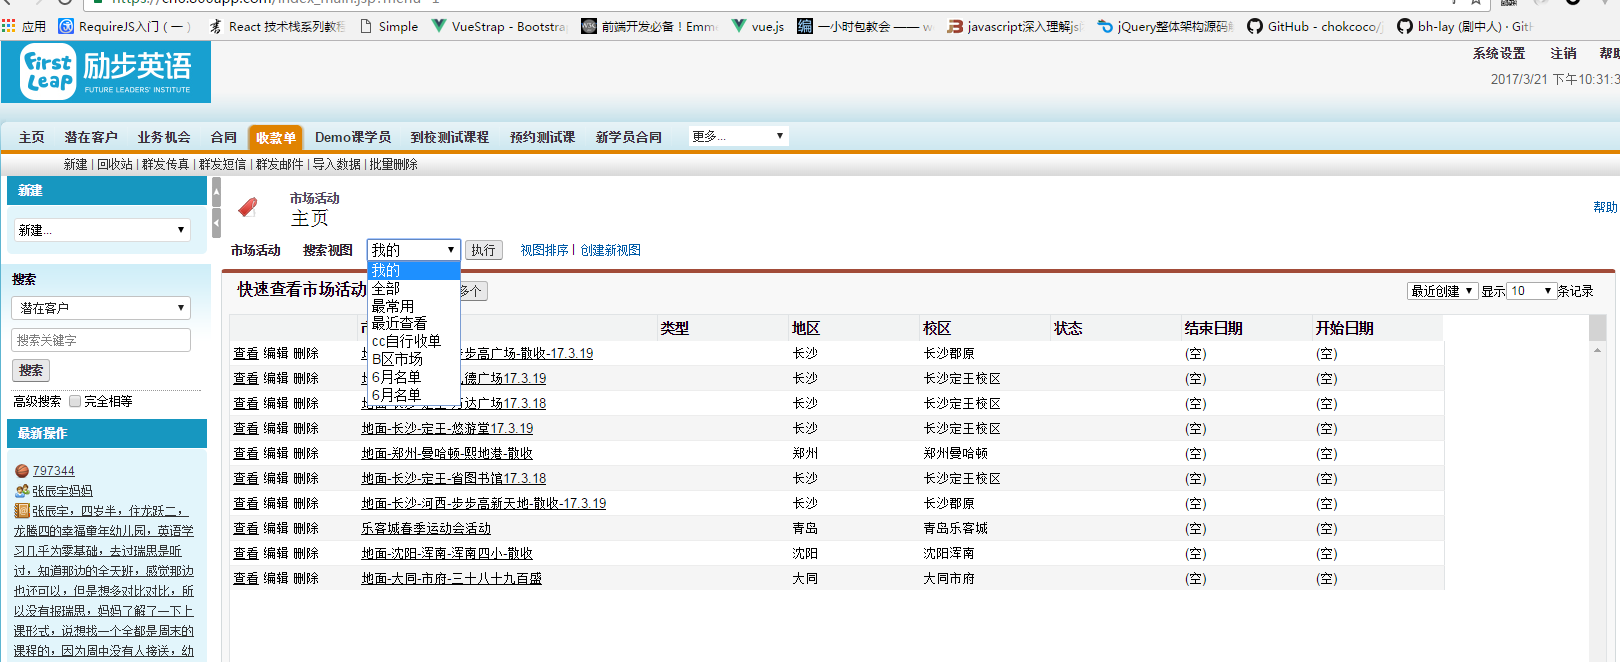 应用 RequireJS入门 ( 一 ) React 技术栈系列教程 Simple VueStrap - Bootstra 前端开发必备！Emme vue.js 一小时包教会 —— w javascript深入理解js jQuery整体架构源码 GitHub - chokcoco/ bh-lay (剧中人) · Git
First Leap 励步英语
FUTURE LEADERS' INSTITUTE
系统设置 注销 帮助
2017/3/21 下午10:31:3
主页 潜在客户 业务机会 合同 收款单 Demo课学员 到校测试课程 预约测试课 新学员合同 更多...
新建 | 回收站 | 群发传真 | 群发短信 | 群发邮件 | 导入数据 | 批量删除
新建
新建...
搜索
潜在客户
搜索关键字
搜索
高级搜索 完全相等
最新操作
797344
张辰宇妈妈
张辰宇，四岁半，住龙跃二，
龙腾四的幸福童年幼儿园，英语学
习几乎为零基础，去过瑞思是听
过，知道那边的全天班，感觉那边
也还可以，但是想多对比对比，所
以没有报瑞思，妈妈了解了一下上
课形式，说想找一个全都是周末的
课程的，因为周中没有人接送，幼
市场活动
主页
帮助
市场活动 搜索视图 我的 执行 视图排序 | 创建新视图
我的
全部
最常用
最近查看
cc自行收单
B区市场
6月名单
6月名单
快速查看市场活动 多个 最近创建 显示 10 条记录
类型 地区 校区 状态 结束日期 开始日期
查看 编辑 删除 步步高广场-散收-17.3.19 长沙 长沙郡原 (空) (空)
查看 编辑 删除 德广场17.3.19 长沙 长沙定王校区 (空) (空)
查看 编辑 删除 地面-长沙-定王-万达广场17.3.18 长沙 长沙定王校区 (空) (空)
查看 编辑 删除 地面-长沙-定王-悠游堂17.3.19 长沙 长沙定王校区 (空) (空)
查看 编辑 删除 地面-郑州-曼哈顿-熙地港-散收 郑州 郑州曼哈顿 (空) (空)
查看 编辑 删除 地面-长沙-定王-省图书馆17.3.18 长沙 长沙定王校区 (空) (空)
查看 编辑 删除 地面-长沙-河西-步步高新天地-散收-17.3.19 长沙 长沙郡原 (空) (空)
查看 编辑 删除 乐客城春季运动会活动 青岛 青岛乐客城 (空) (空)
查看 编辑 删除 地面-沈阳-浑南-浑南四小-散收 沈阳 沈阳浑南 (空) (空)
查看 编辑 删除 地面-大同-市府-三十八十九百盛 大同 大同市府 (空) (空)